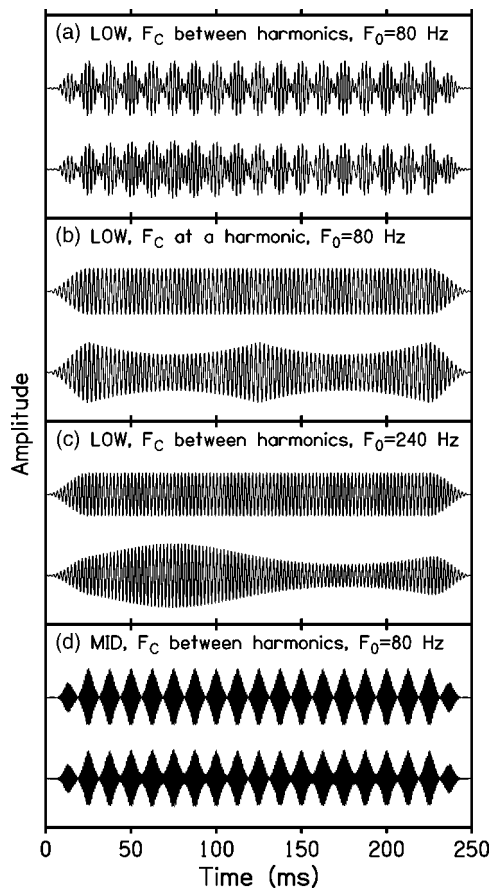 (a) LOW, F_C between harmonics, F_0=80 Hz
(b) LOW, F_C at a harmonic, F_0=80 Hz
(c) LOW, F_C between harmonics, F_0=240 Hz
(d) MID, F_C between harmonics, F_0=80 Hz
Amplitude
0 50 100 150 200 250
Time (ms)